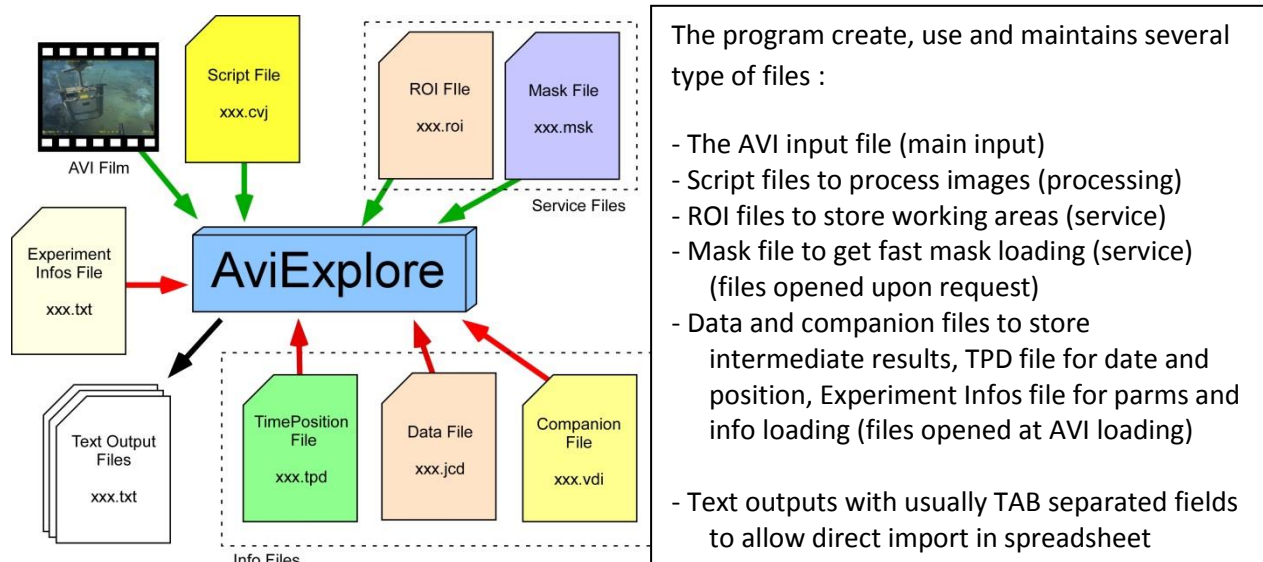 AVI Film
Script File
xxx.cvj
ROI FIle
xxx.roi
Mask File
xxx.msk
Service Files
Experiment
Infos File
xxx.txt
AviExplore
Text Output
Files
xxx.txt
TimePosition
File
xxx.tpd
Data File
xxx.jcd
Companion
File
xxx.vdi
Info Files
The program create, use and maintains several
type of files :
- The AVI input file (main input)
- Script files to process images (processing)
- ROI files to store working areas (service)
- Mask file to get fast mask loading (service)
(files opened upon request)
- Data and companion files to store
intermediate results, TPD file for date and
position, Experiment Infos file for parms and
info loading (files opened at AVI loading)
- Text outputs with usually TAB separated fields
to allow direct import in spreadsheet